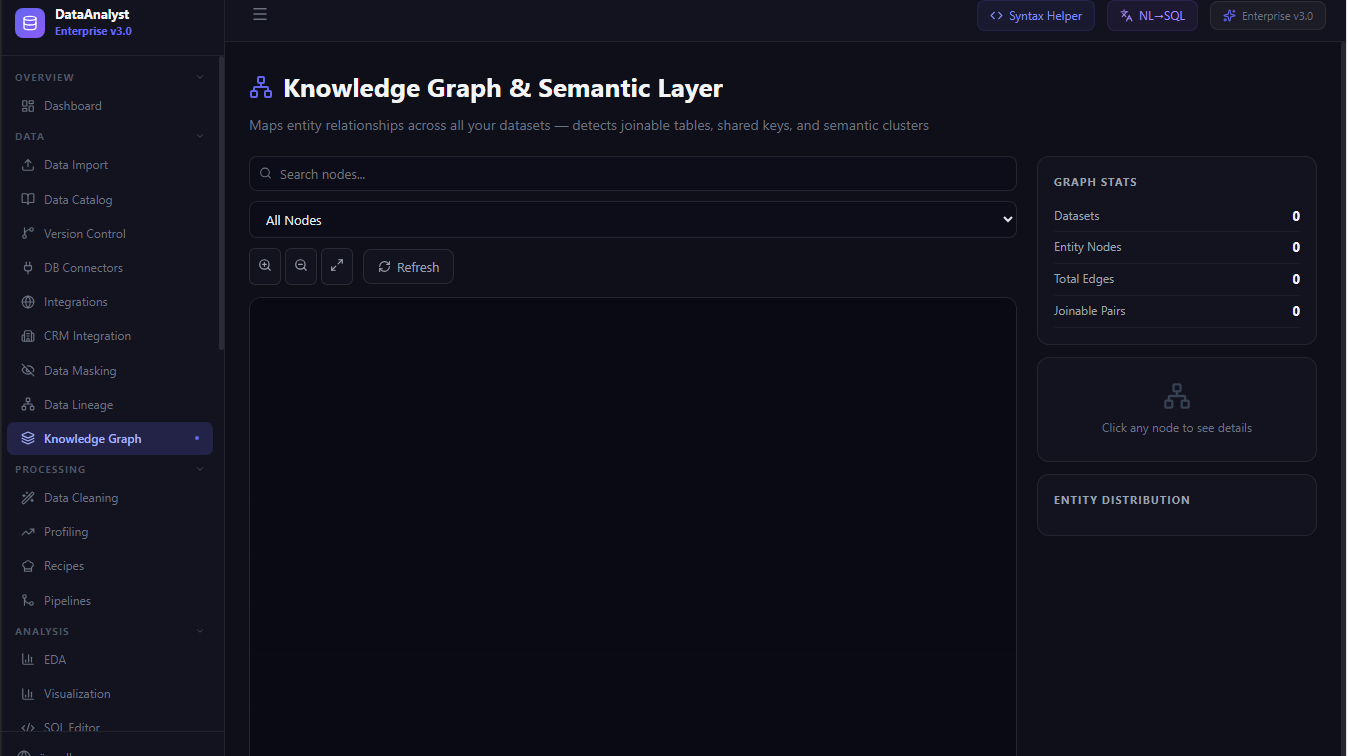 DataAnalyst
Enterprise v3.0
OVERVIEW
Dashboard
DATA
Data Import
Data Catalog
Version Control
DB Connectors
Integrations
CRM Integration
Data Masking
Data Lineage
Knowledge Graph
PROCESSING
Data Cleaning
Profiling
Recipes
Pipelines
ANALYSIS
EDA
Visualization
SQL Editor
Syntax Helper
NL→SQL
Enterprise v3.0
Knowledge Graph & Semantic Layer
Maps entity relationships across all your datasets — detects joinable tables, shared keys, and semantic clusters
Search nodes...
All Nodes
Refresh
GRAPH STATS
Datasets 0
Entity Nodes 0
Total Edges 0
Joinable Pairs 0
Click any node to see details
ENTITY DISTRIBUTION